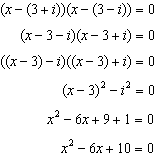 (x – (3 + i))(x – (3 – i)) = 0
(x – 3 – i)(x – 3 + i) = 0
((x – 3) – i)((x – 3) + i) = 0
(x – 3)² – i² = 0
x² – 6x + 9 + 1 = 0
x² – 6x + 10 = 0